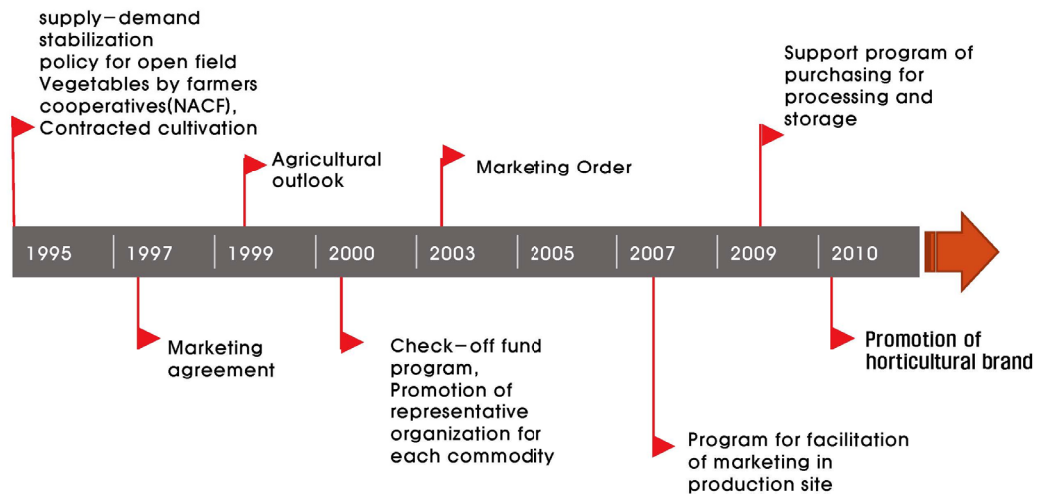 supply-demand
stabilization
policy for open field
Vegetables by farmers
cooperatives(NACF),
Contracted cultivation
Agricultural
outlook
Marketing Order
Support program of
purchasing for
processing and
storage
1995 1997 1999 2000 2003 2005 2007 2009 2010
Marketing
agreement
Check-off fund
program,
Promotion of
representative
organization for
each commodity
Program for facilitation
of marketing in
production site
Promotion of
horticultural brand